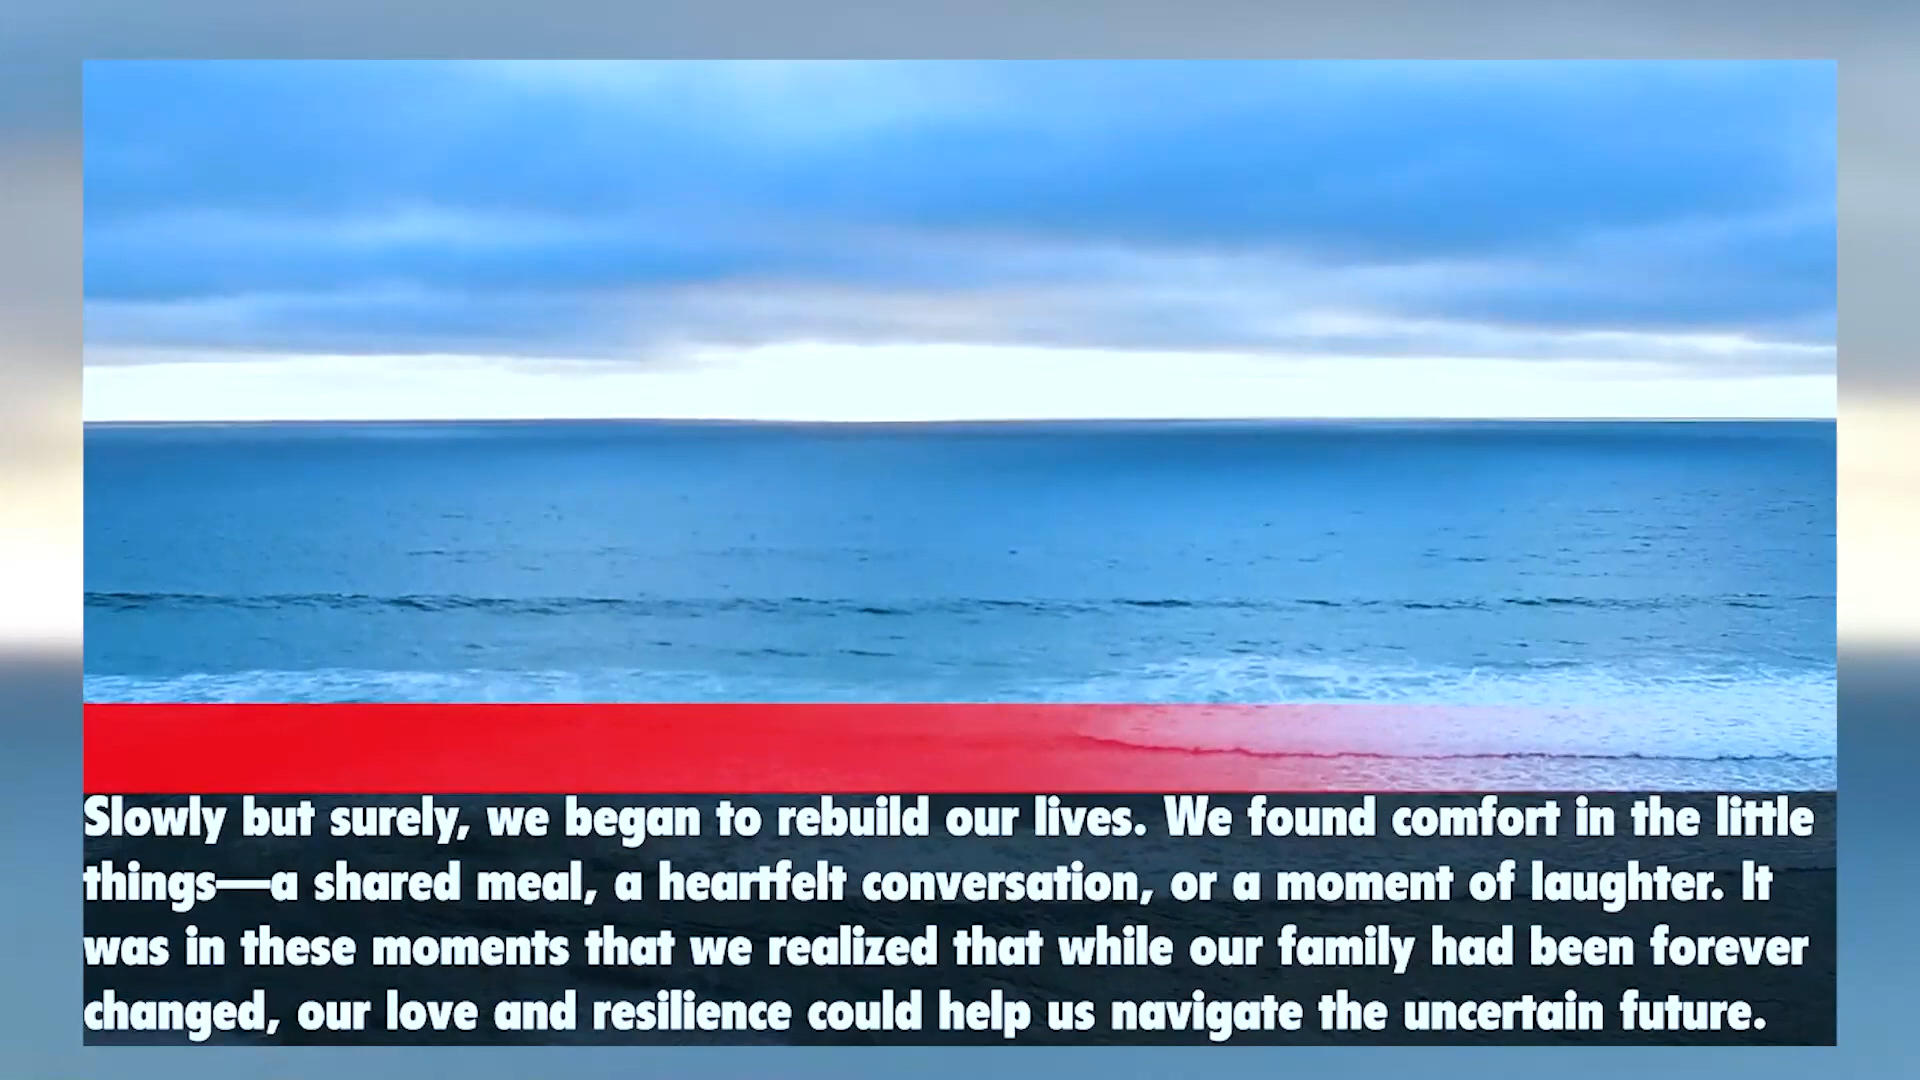 Slowly but surely, we began to rebuild our lives. We found comfort in the little
things—a shared meal, a heartfelt conversation, or a moment of laughter. It
was in these moments that we realized that while our family had been forever
changed, our love and resilience could help us navigate the uncertain future.